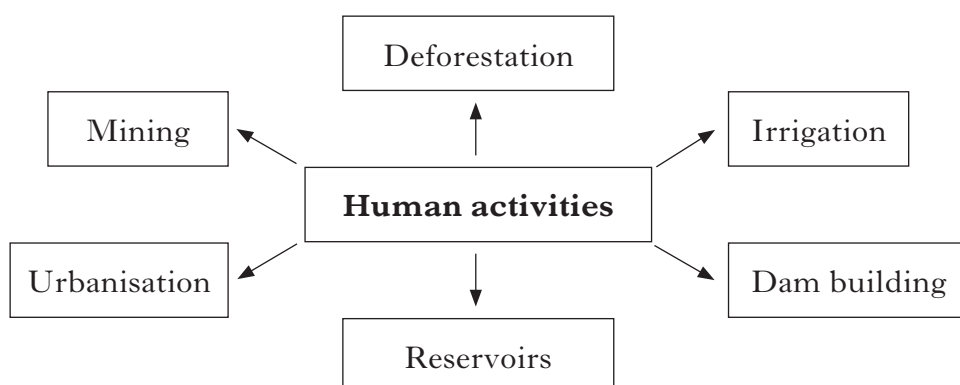 Deforestation
Mining
Irrigation
Human activities
Urbanisation
Dam building
Reservoirs